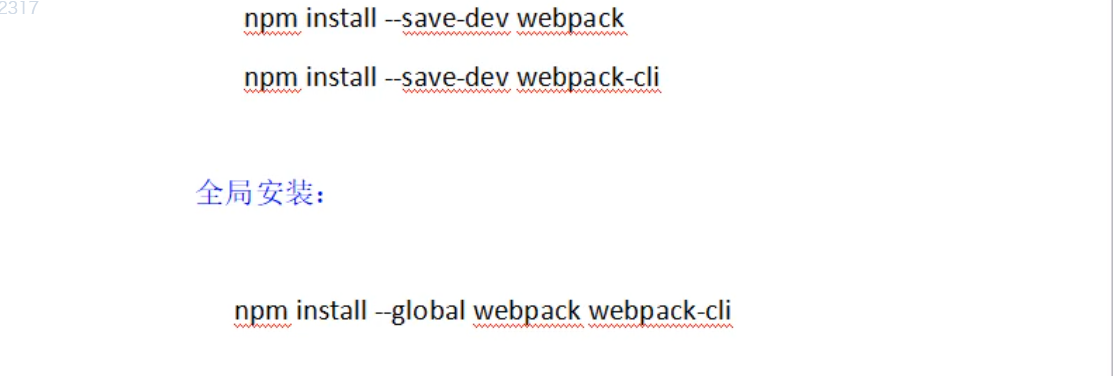 2317
npm install --save-dev webpack
npm install --save-dev webpack-cli
全局安装：
npm install --global webpack webpack-cli